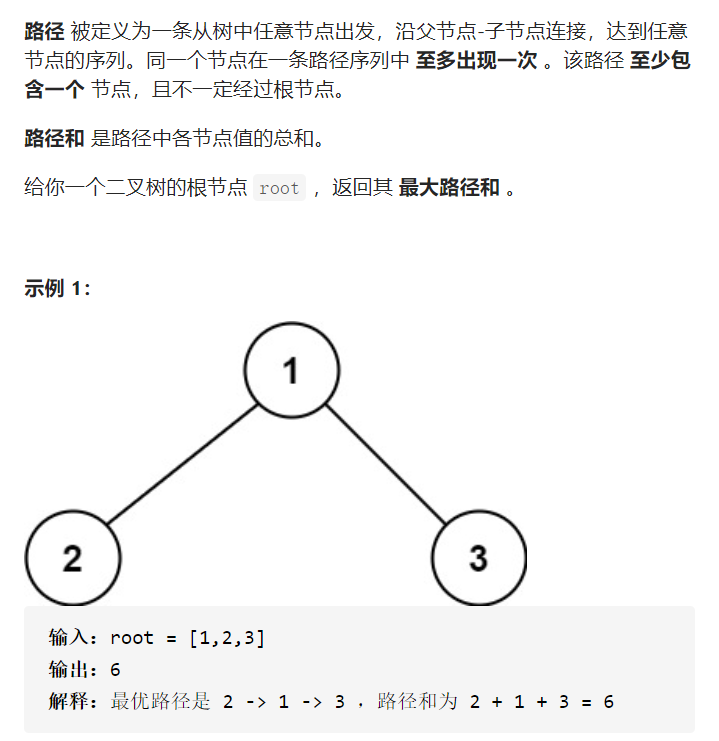 路径 被定义为一条从树中任意节点出发，沿父节点-子节点连接，达到任意
节点的序列。同一个节点在一条路径序列中 至多出现一次 。该路径 至少包
含一个 节点，且不一定经过根节点。
路径和 是路径中各节点值的总和。
给你一个二叉树的根节点 root ，返回其 最大路径和 。
示例 1：
1
2
3
输入：root = [1,2,3]
输出：6
解释：最优路径是 2 -> 1 -> 3 ，路径和为 2 + 1 + 3 = 6